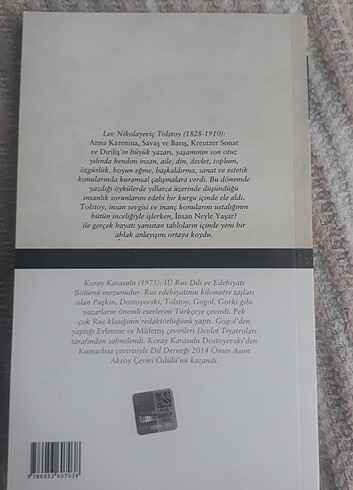 Lev Nikolayeviç Tolstoy (1828-1910):
Anna Karenina, Savaş ve Barış, Kreutzer Sonat
ve Diriliş'in büyük yazarı, yaşamının son otuz
yılında kendini insan, aile, din, devlet, toplum,
özgürlük, boyun eğme, başkaldırma, sanat ve estetik
konularında kuramsal çalışmalara verdi. Bu dönemde
yazdığı öykülerde yıllarca üzerinde düşündüğü
insanlık sorunlarını edebi bir kurgu içinde ele aldı.
Tolstoy, insan sevgisi ve inanç konularını ustalığının
bütün inceliğiyle işlerken, İnsan Neyle Yaşar?
ile gerçek hayatı yansıtan tabloların içinde yeni bir
ahlak anlayışını ortaya koydu.
Koray Karasulu (1975): İÜ Rus Dili ve Edebiyatı
Bölümü mezunudur. Rus edebiyatının kilometre taşları
olan Puşkin, Dostoyevski, Tolstoy, Gogol, Gorki gibi
yazarların önemli eserlerini Türkçeye çevirdi. Pek
çok Rus klasiğinin redaktörlüğünü yaptı. Gogol'den
yaptığı Evlenme ve Müfettiş çevirileri Devlet Tiyatroları
tarafından sahnelendi. Koray Karasulu Dostoyevski'den
Kumarbaz çevirisiyle Dil Derneği 2014 Ömer Asım
Aksoy Çeviri Ödülü'nü kazandı.
9 786053 607038